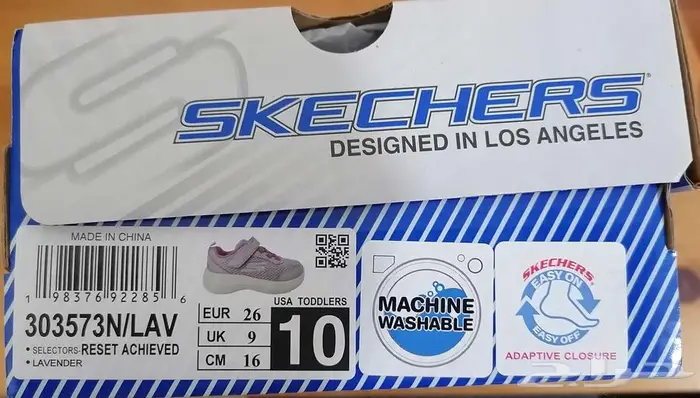 SKECHERS
DESIGNED IN LOS ANGELES
MADE IN CHINA
1 98376 92285 6
303573N/LAV
• SELECTORS-RESET ACHIEVED
• LAVENDER
USA TODDLERS
EUR 26
UK 9
CM 16
10
MACHINE
WASHABLE
SKECHERS
EASY ON
EASY OFF
ADAPTIVE CLOSURE